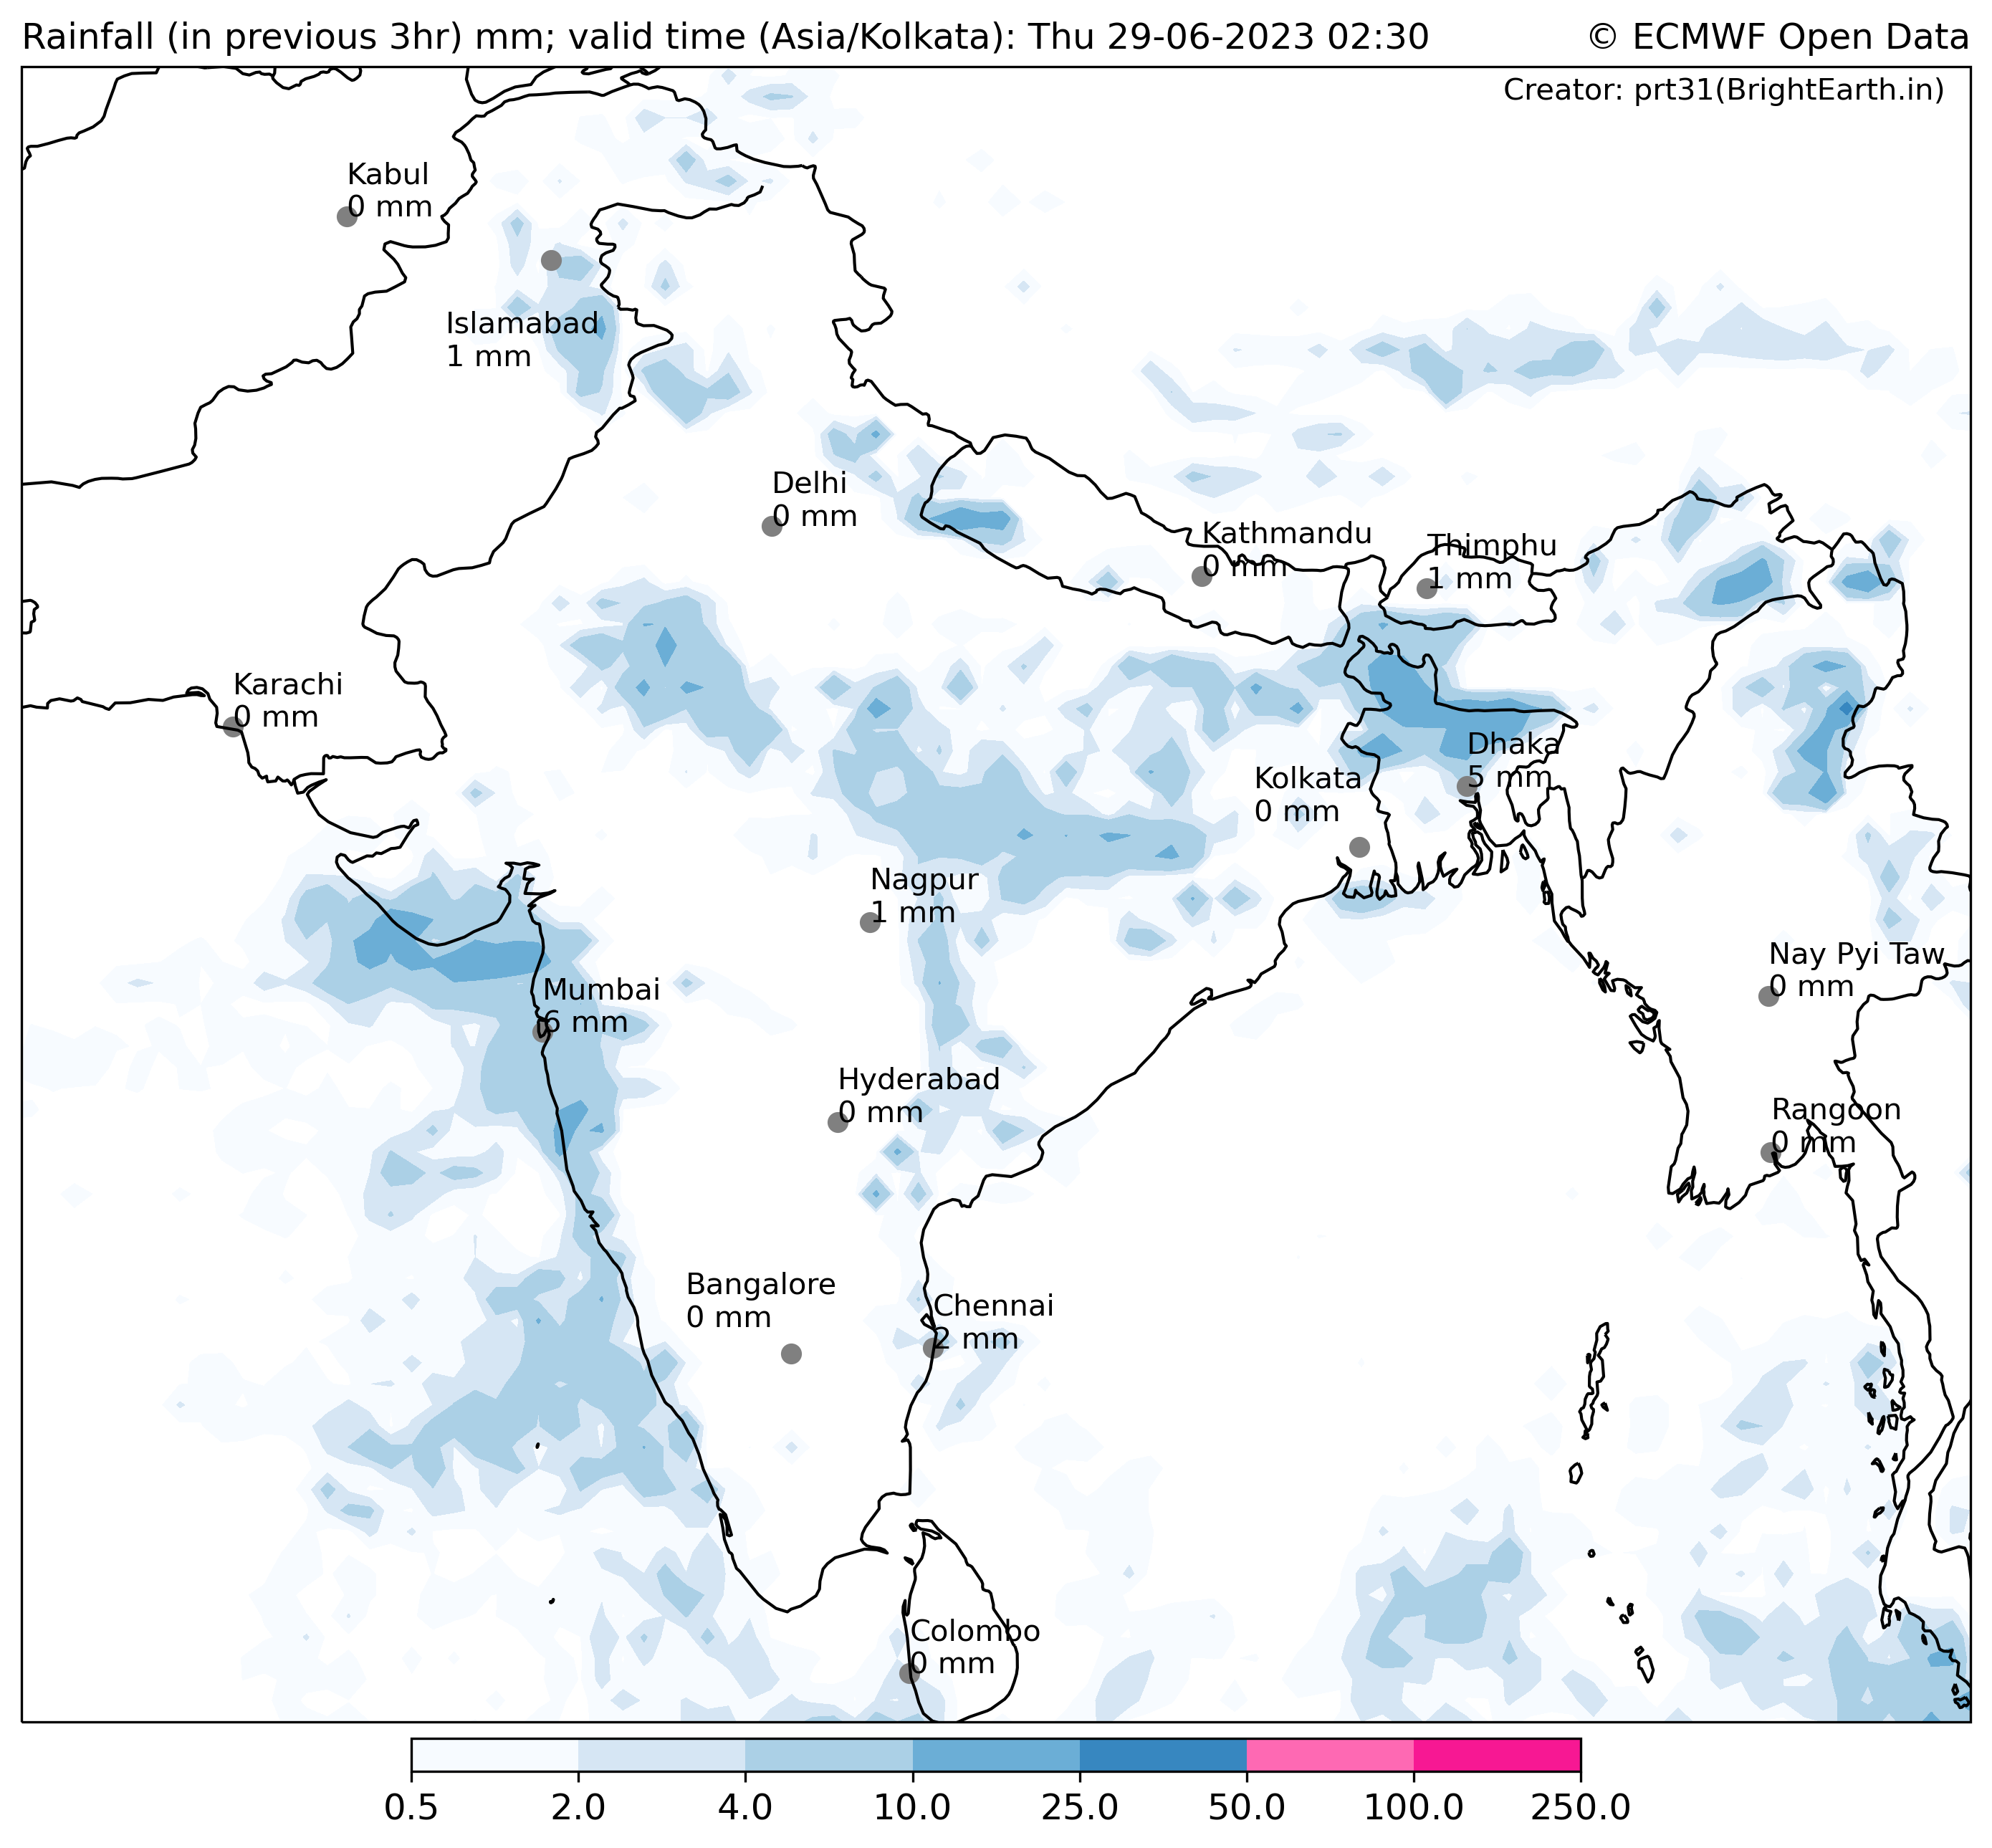 Rainfall (in previous 3hr) mm; valid time (Asia/Kolkata): Thu 29-06-2023 02:30
© ECMWF Open Data
Creator: prt31(BrightEarth.in)
Kabul
0 mm
Islamabad
1 mm
Delhi
0 mm
Kathmandu
0 mm
Thimphu
1 mm
Karachi
0 mm
Dhaka
5 mm
Kolkata
0 mm
Nagpur
1 mm
Nay Pyi Taw
0 mm
Mumbai
6 mm
Hyderabad
0 mm
Rangoon
0 mm
Bangalore
0 mm
Chennai
2 mm
Colombo
0 mm
0.5 2.0 4.0 10.0 25.0 50.0 100.0 250.0